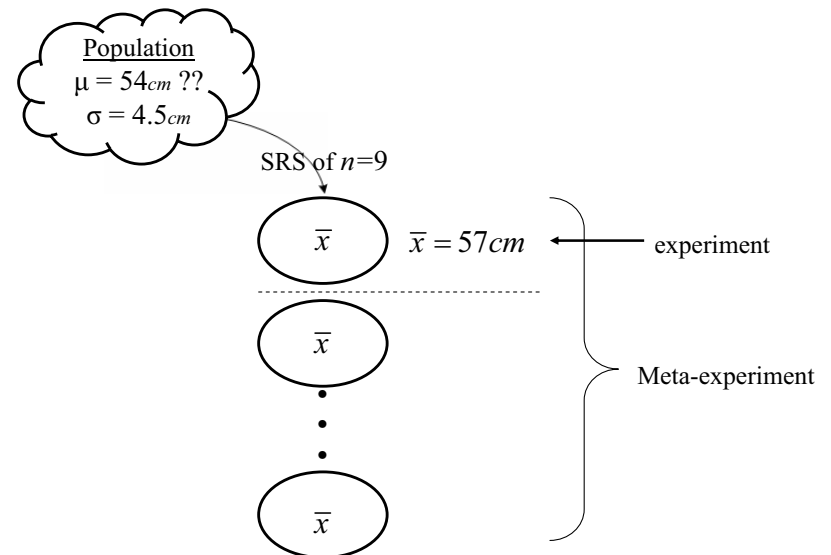 Population
μ = 54cm ??
σ = 4.5cm
SRS of n=9
x̅
x̅ = 57cm
experiment
x̅
Meta-experiment
x̅